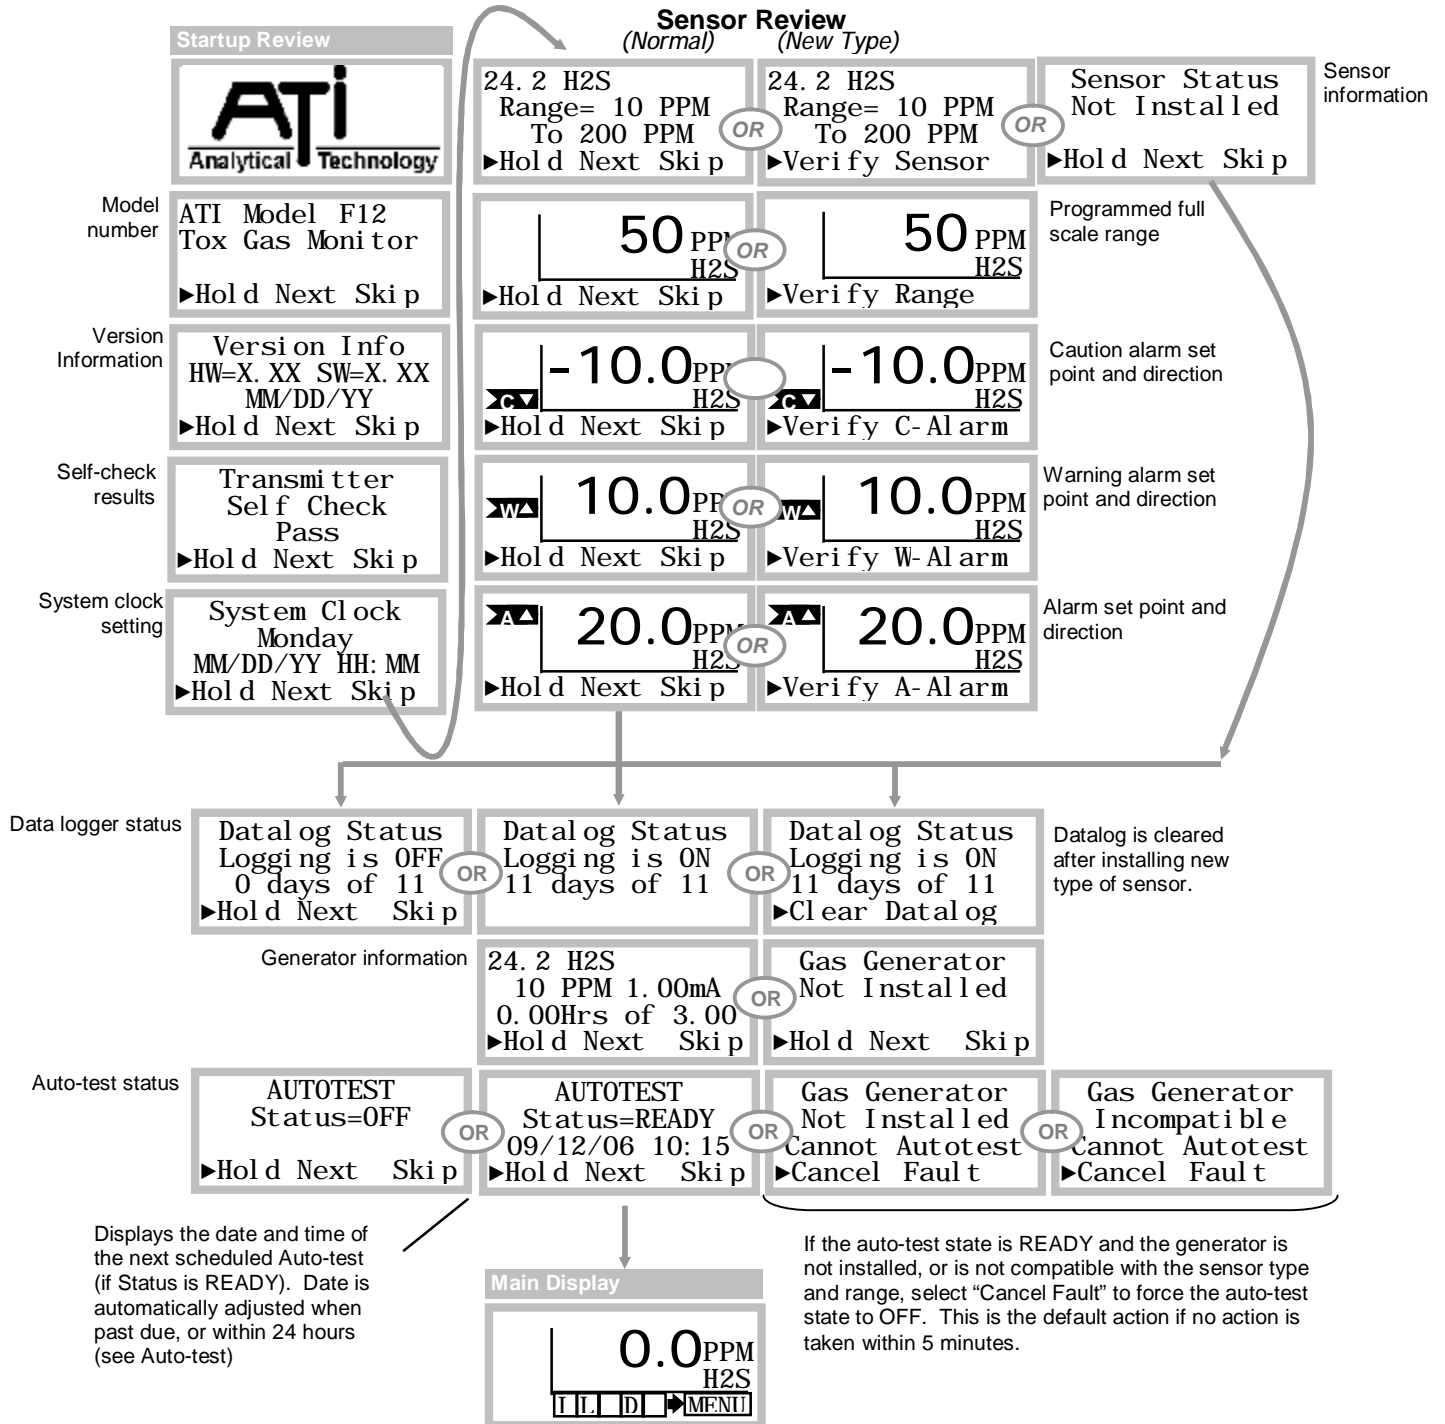 Sensor Review
(Normal) (New Type)
Startup Review
ATi
Analytical Technology
Model number
ATI Model F12
Tox Gas Monitor
►Hold Next Skip
Version Information
Version Info
HW=X.XX SW=X.XX
MM/DD/YY
►Hold Next Skip
Self-check results
Transmitter
Self Check
Pass
►Hold Next Skip
System clock setting
System Clock
Monday
MM/DD/YY HH:MM
►Hold Next Skip
24.2 H2S
Range= 10 PPM
To 200 PPM
►Hold Next Skip
OR
24.2 H2S
Range= 10 PPM
To 200 PPM
►Verify Sensor
OR
Sensor Status
Not Installed
►Hold Next Skip
Sensor information
50 PPM
H2S
►Hold Next Skip
OR
50 PPM
H2S
►Verify Range
Programmed full scale range
-10.0 PPM
C▼ H2S
►Hold Next Skip
-10.0 PPM
C▼ H2S
►Verify C-Alarm
Caution alarm set point and direction
10.0 PPM
W▲ H2S
►Hold Next Skip
OR
10.0 PPM
W▲ H2S
►Verify W-Alarm
Warning alarm set point and direction
A▲ 20.0 PPM
H2S
►Hold Next Skip
OR
A▲ 20.0 PPM
H2S
►Verify A-Alarm
Alarm set point and direction
Data logger status
Datalog Status
Logging is OFF
0 days of 11
►Hold Next Skip
OR
Datalog Status
Logging is ON
11 days of 11
OR
Datalog Status
Logging is ON
11 days of 11
►Clear Datalog
Datalog is cleared
after installing new
type of sensor.
Generator information
24.2 H2S
10 PPM 1.00mA
0.00Hrs of 3.00
►Hold Next Skip
OR
Gas Generator
Not Installed
►Hold Next Skip
Auto-test status
AUTOTEST
Status=OFF
►Hold Next Skip
OR
AUTOTEST
Status=READY
09/12/06 10:15
►Hold Next Skip
OR
Gas Generator
Not Installed
Cannot Autotest
►Cancel Fault
OR
Gas Generator
Incompatible
Cannot Autotest
►Cancel Fault
Displays the date and time of
the next scheduled Auto-test
(if Status is READY). Date is
automatically adjusted when
past due, or within 24 hours
(see Auto-test)
If the auto-test state is READY and the generator is
not installed, or is not compatible with the sensor type
and range, select “Cancel Fault” to force the auto-test
state to OFF. This is the default action if no action is
taken within 5 minutes.
Main Display
0.0 PPM
H2S
I L D MENU